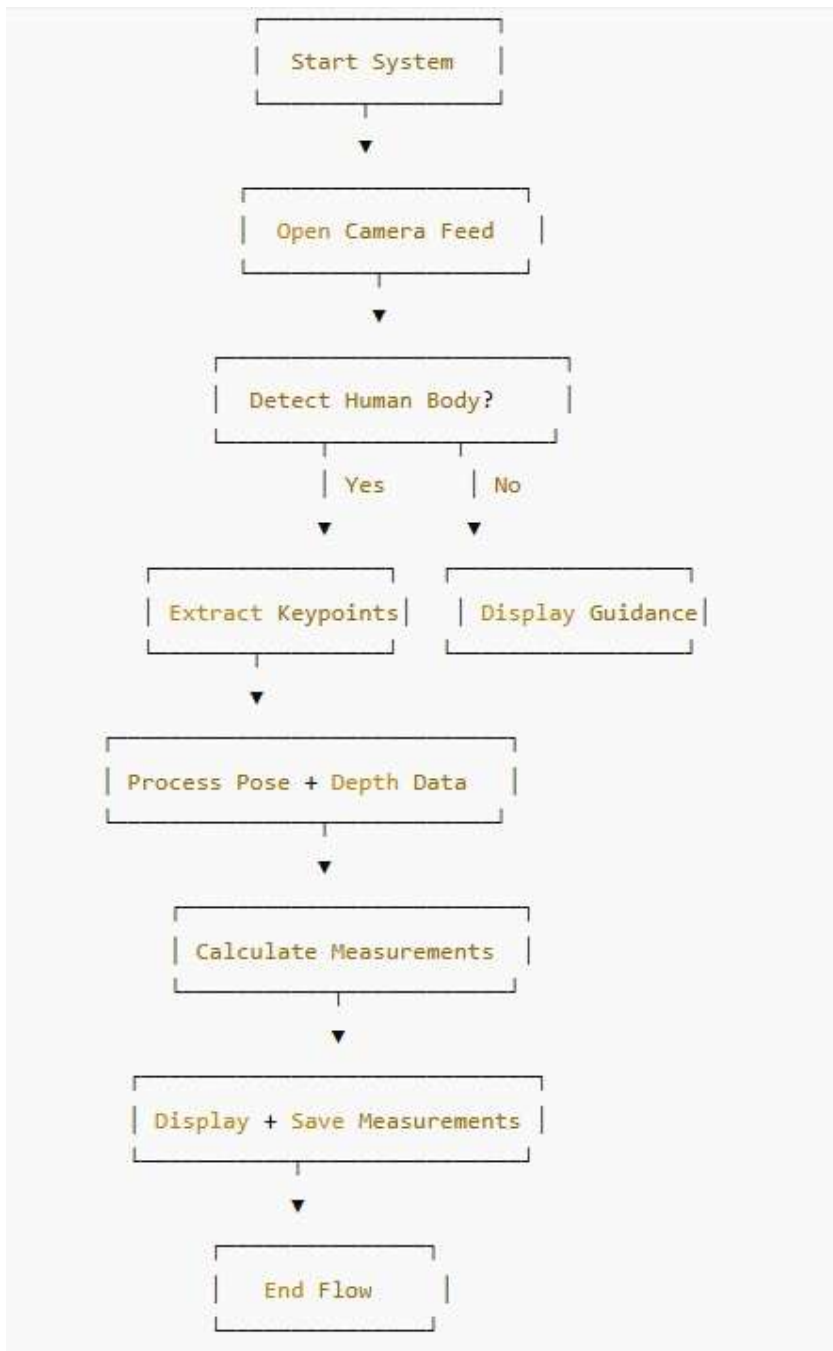 Start System
Open Camera Feed
Detect Human Body?
Yes No
Extract Keypoints Display Guidance
Process Pose + Depth Data
Calculate Measurements
Display + Save Measurements
End Flow